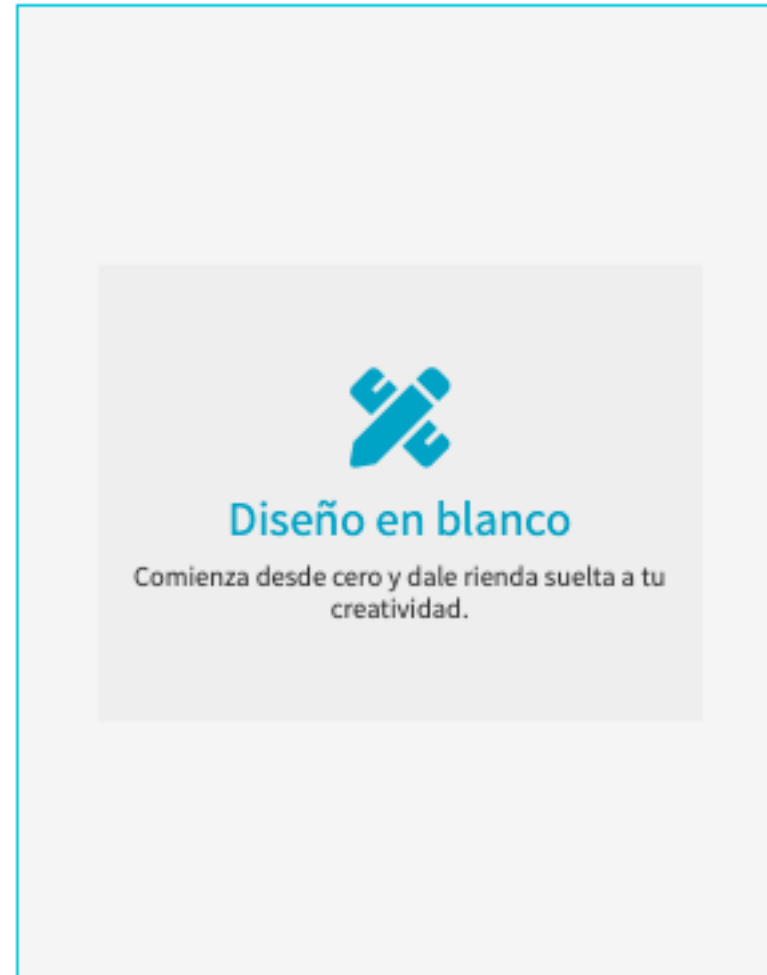 Diseño en blanco
Comienza desde cero y dale rienda suelta a tu
creatividad.